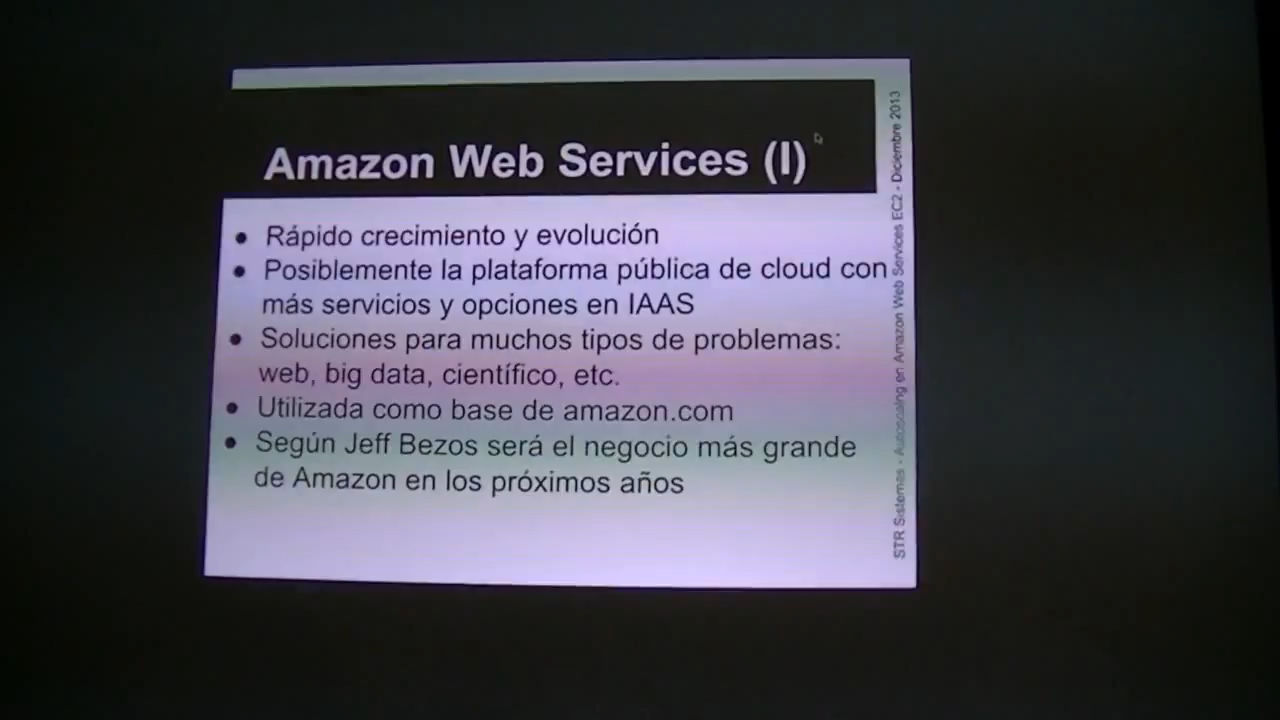 Amazon Web Services (I)
● Rápido crecimiento y evolución
● Posiblemente la plataforma pública de cloud con
más servicios y opciones en IAAS
● Soluciones para muchos tipos de problemas:
web, big data, científico, etc.
● Utilizada como base de amazon.com
● Según Jeff Bezos será el negocio más grande
de Amazon en los próximos años
STR Sistemas - Autoscaling en Amazon Web Services EC2 - Diciembre 2013